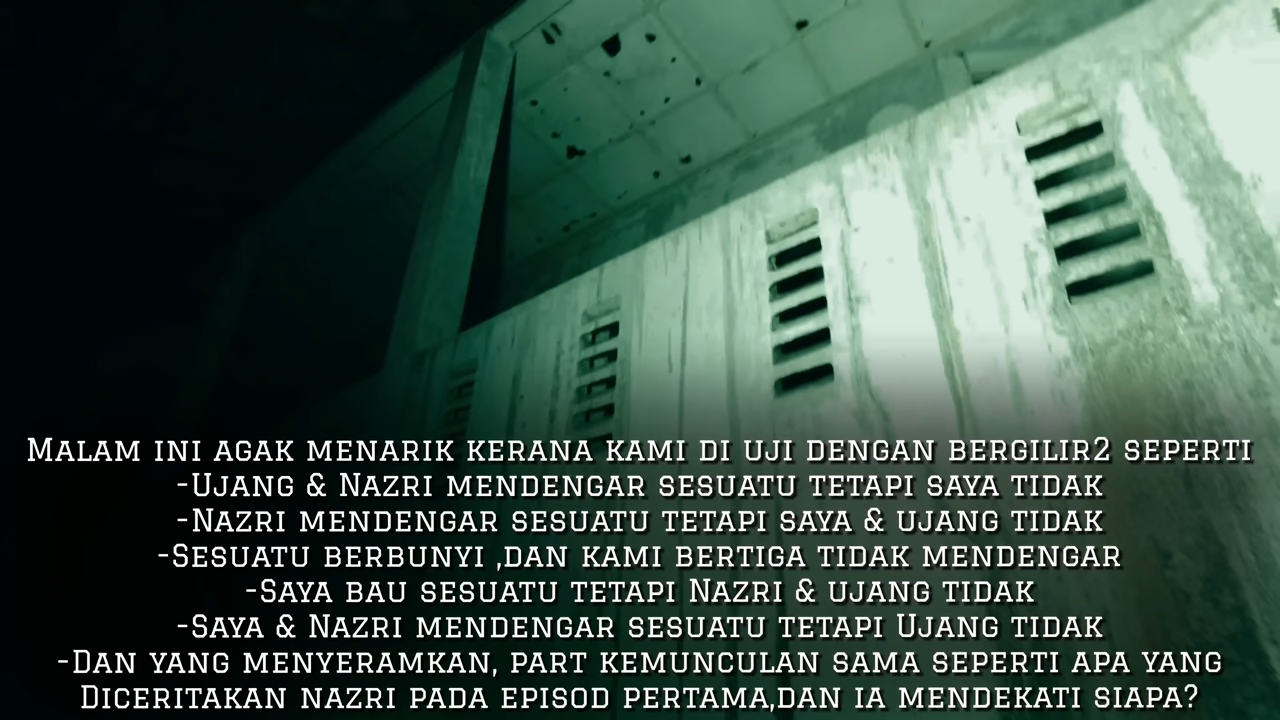 Malam ini agak menarik kerana kami di uji dengan bergilir2 seperti
-Ujang & Nazri mendengar sesuatu tetapi saya tidak
-Nazri mendengar sesuatu tetapi saya & ujang tidak
-Sesuatu berbunyi ,dan kami bertiga tidak mendengar
-Saya bau sesuatu tetapi Nazri & ujang tidak
-Saya & Nazri mendengar sesuatu tetapi Ujang tidak
-Dan yang menyeramkan, part kemunculan sama seperti apa yang
Diceritakan nazri pada episod pertama,dan ia mendekati siapa?